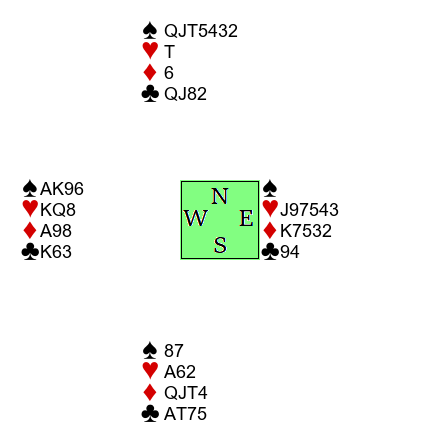 ♠ QJT5432
♥ T
♦ 6
♣ QJ82
♠ AK96
♥ KQ8
♦ A98
♣ K63
N
W E
S
♠
♥ J97543
♦ K7532
♣ 94
♠ 87
♥ A62
♦ QJT4
♣ AT75